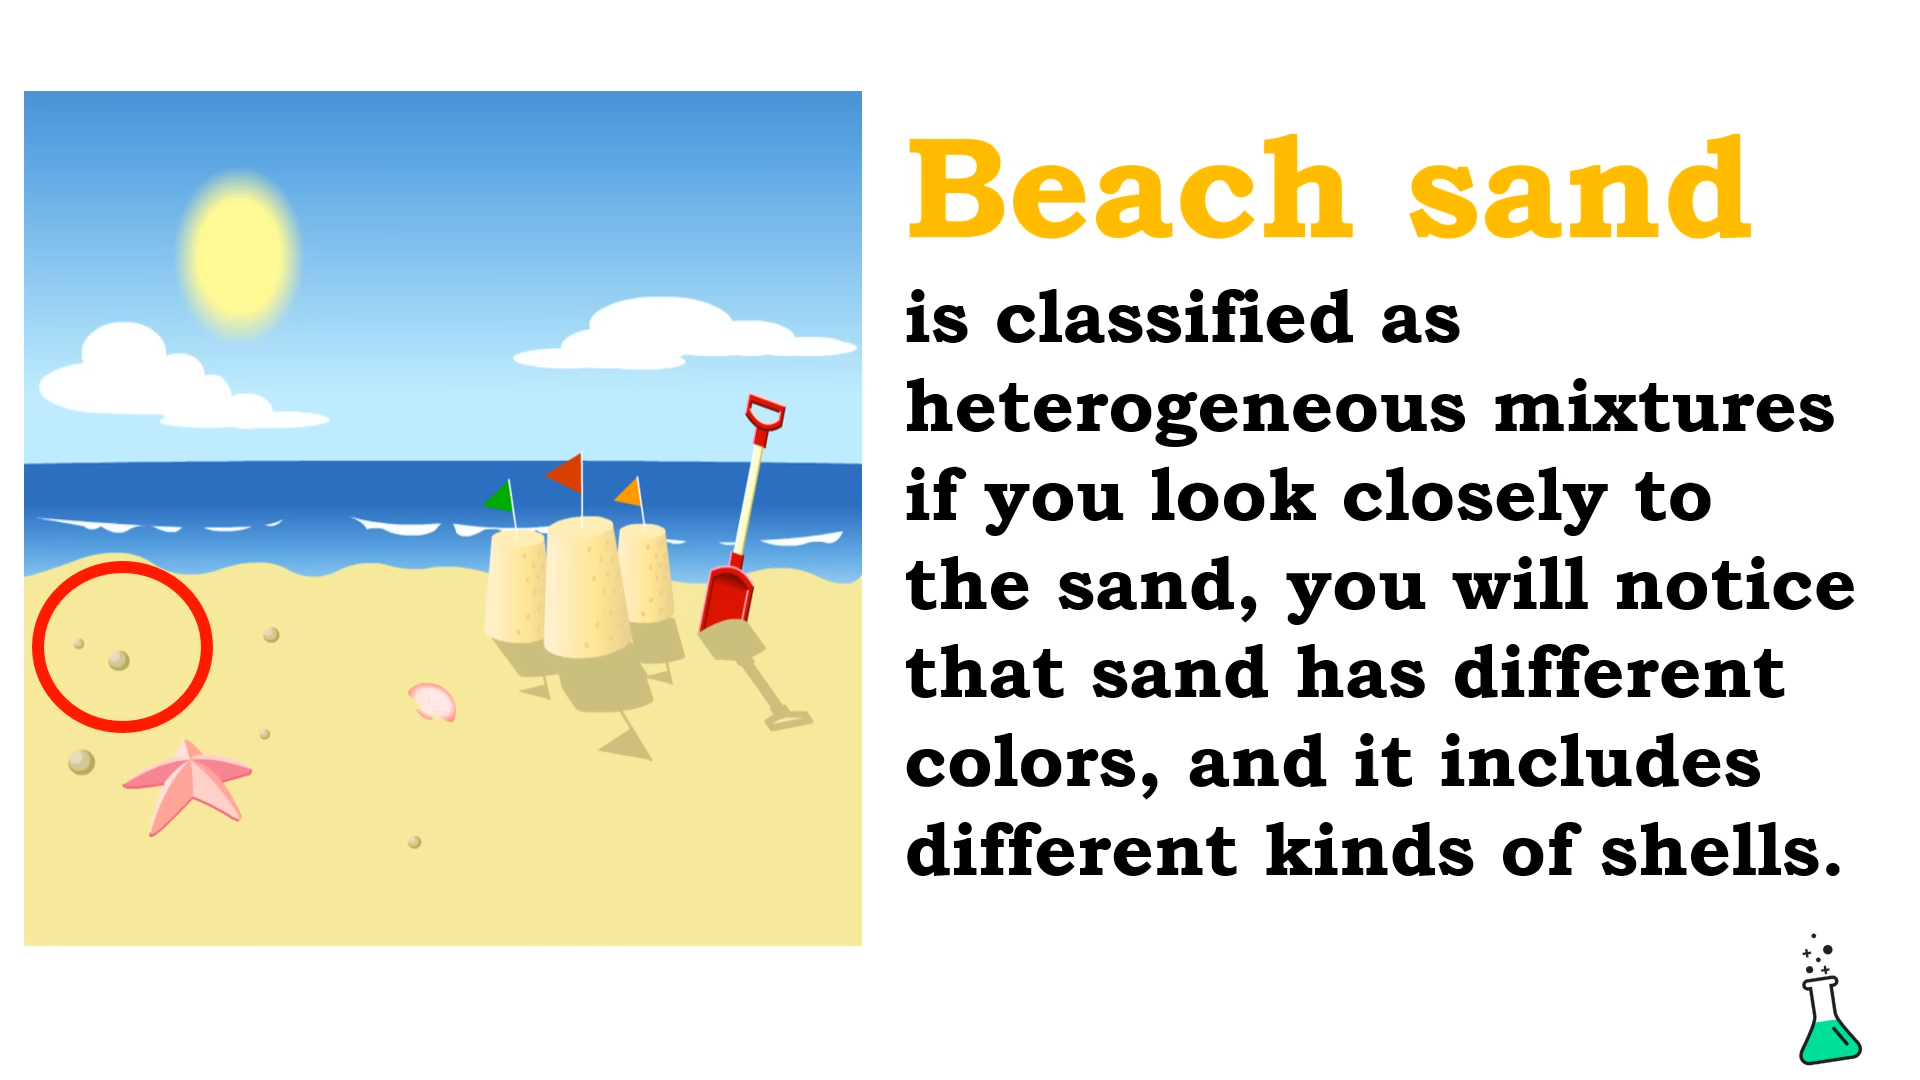 Beach sand
is classified as
heterogeneous mixtures
if you look closely to
the sand, you will notice
that sand has different
colors, and it includes
different kinds of shells.